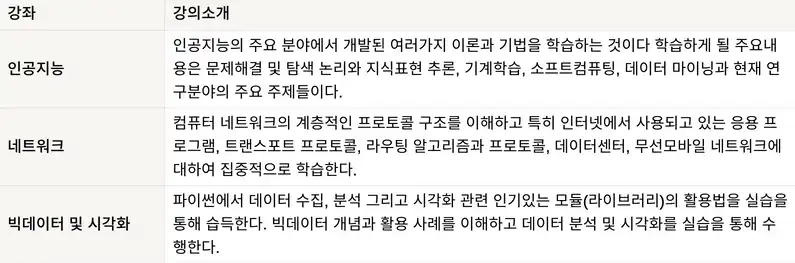 강좌 강의소개
인공지능
인공지능의 주요 분야에서 개발된 여러가지 이론과 기법을 학습하는 것이다 학습하게 될 주요내
용은 문제해결 및 탐색 논리와 지식표현 추론, 기계학습, 소프트컴퓨팅, 데이터 마이닝과 현재 연
구분야의 주요 주제들이다.
네트워크
컴퓨터 네트워크의 계층적인 프로토콜 구조를 이해하고 특히 인터넷에서 사용되고 있는 응용 프
로그램, 트랜스포트 프로토콜, 라우팅 알고리즘과 프로토콜, 데이터센터, 무선모바일 네트워크에
대하여 집중적으로 학습한다.
빅데이터 및 시각화
파이썬에서 데이터 수집, 분석 그리고 시각화 관련 인기있는 모듈(라이브러리)의 활용법을 실습을
통해 습득한다. 빅데이터 개념과 활용 사례를 이해하고 데이터 분석 및 시각화를 실습을 통해 수
행한다.